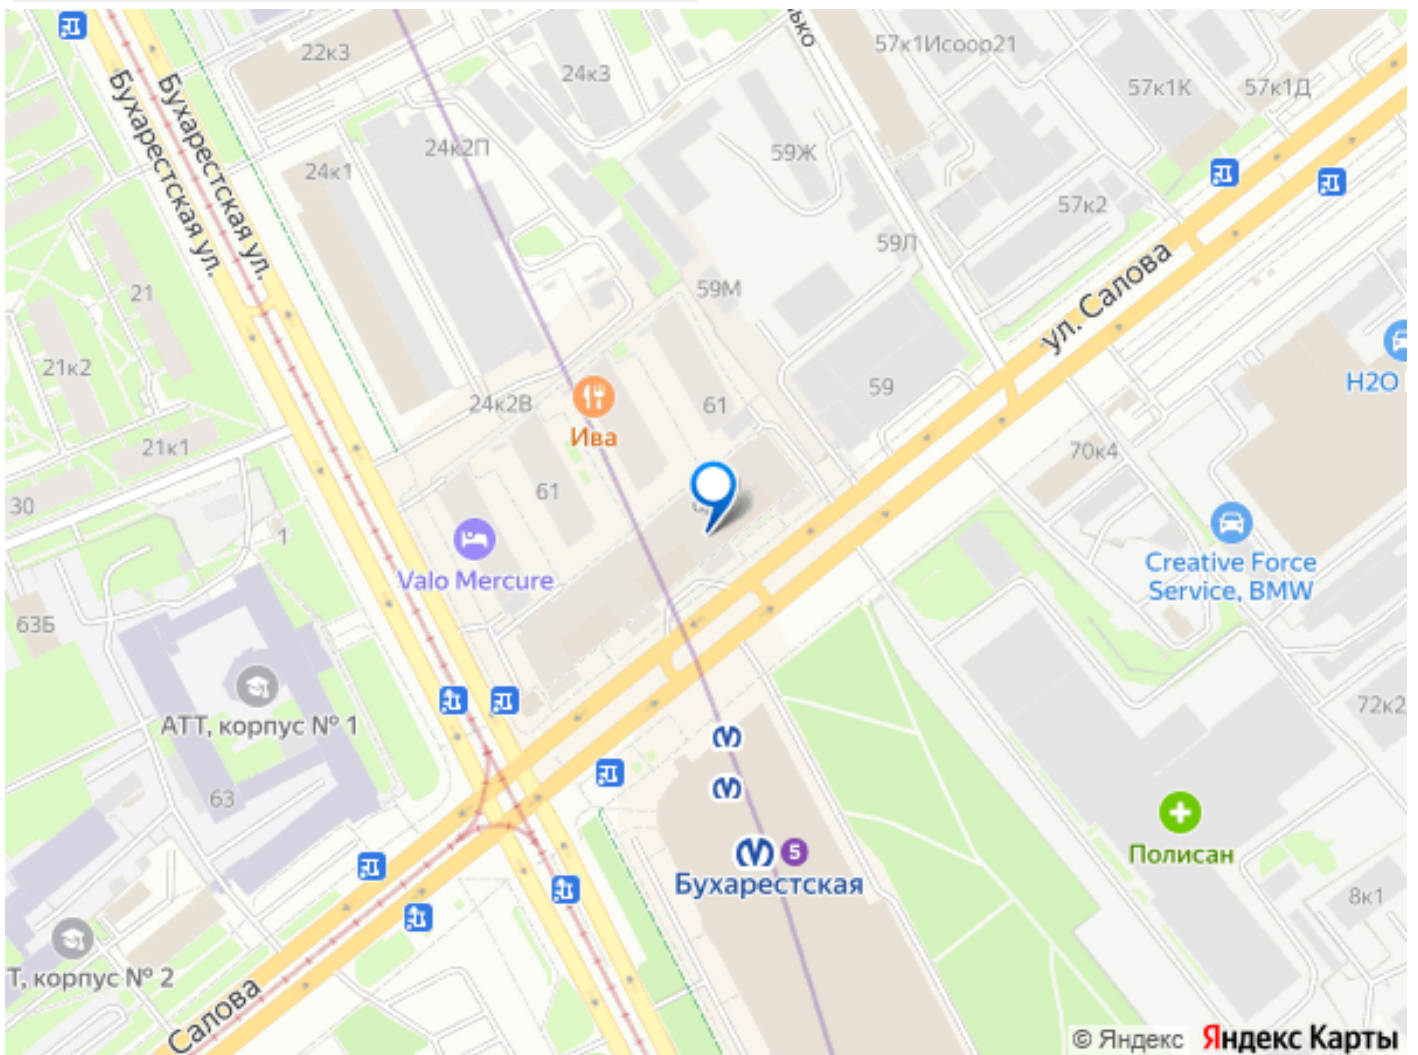 22к3
24к3
ько
57к1Исоор21
57к1К
57к1Д
Бухарестская ул.
Бухарестская ул.
24к2П
24к1
59Ж
57к2
59Л
ул. Салова
59М
21
21к2
24к2В
61
59
Н2О
Ива
21к1
70к4
30
61
1
Valo Mercure
Creative Force
Service, BMW
63Б
АТТ, корпус № 1
72к2
63
5
Бухарестская
Полисан
8к1
Т, корпус № 2
Салова
© Яндекс
Яндекс Карты